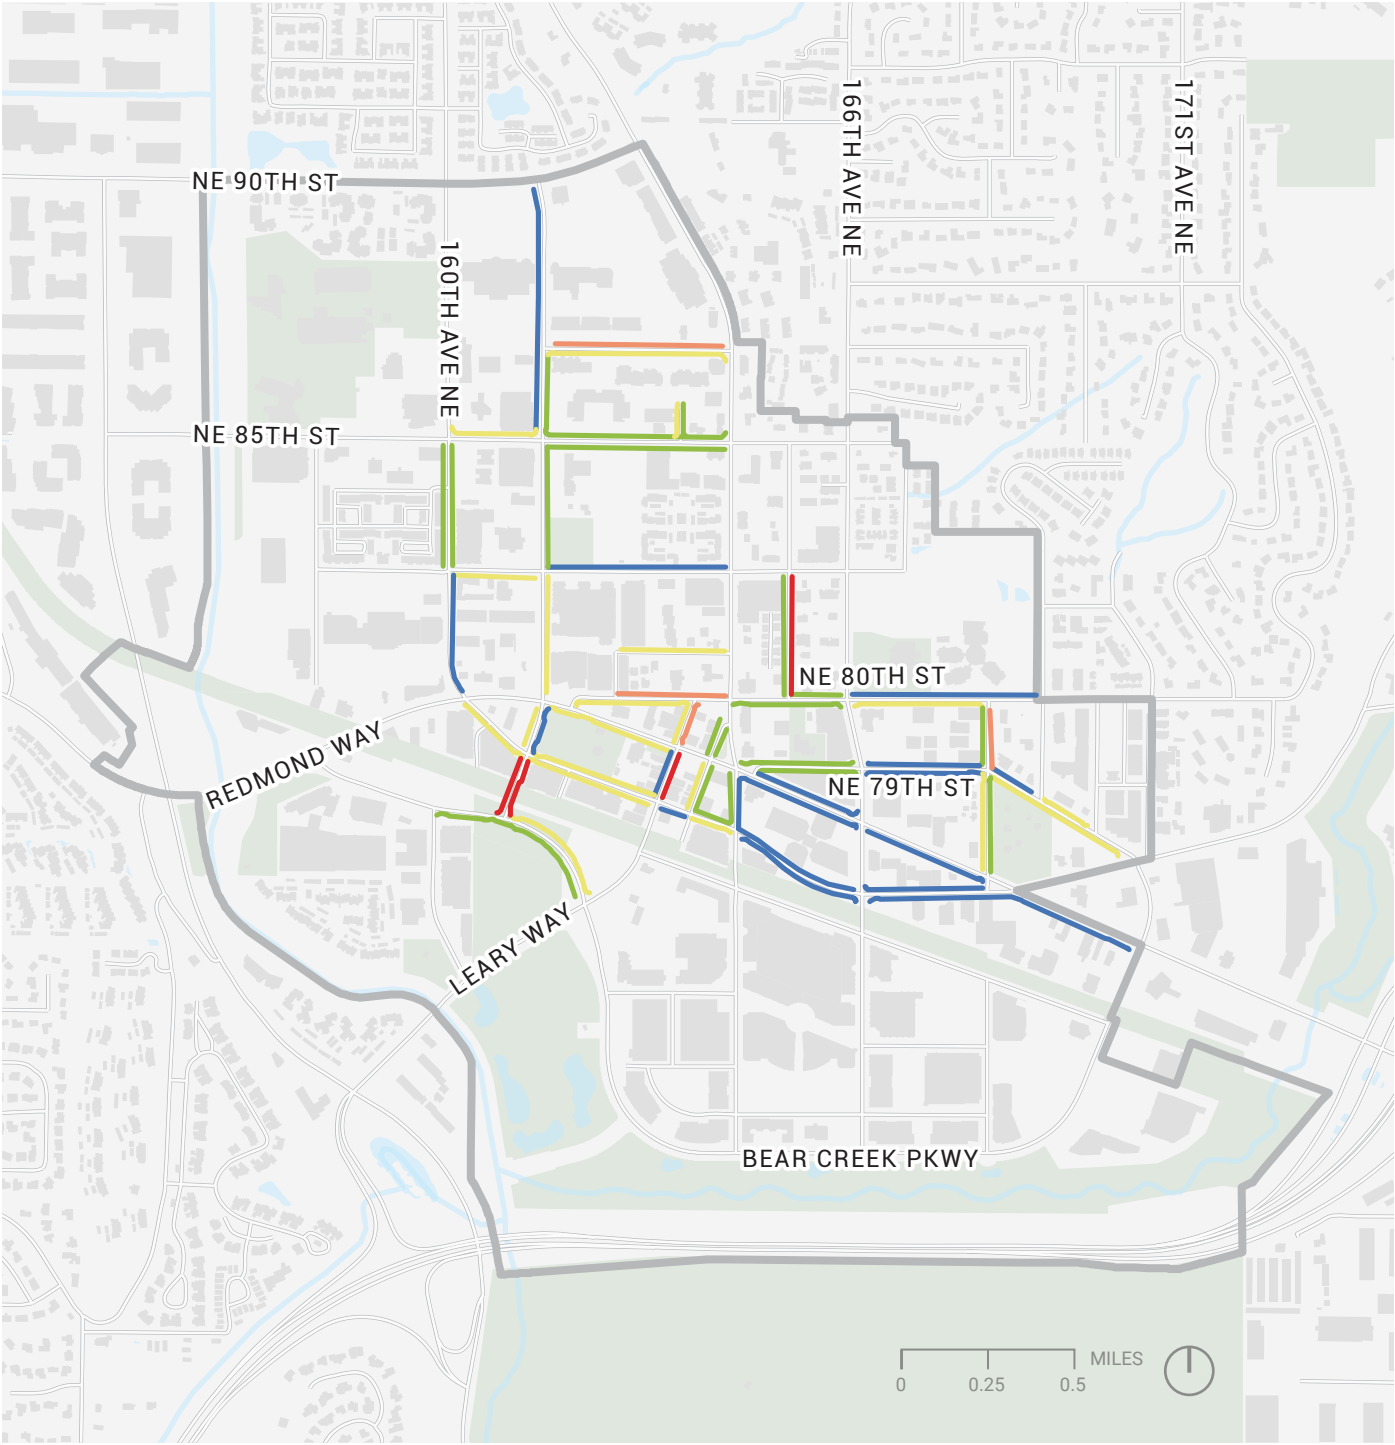 166TH AVE NE
171ST AVE NE
NE 90TH ST
160TH AVE NE
NE 85TH ST
NE 80TH ST
REDMOND WAY
NE 79TH ST
LEARY WAY
BEAR CREEK PKWY
MILES
0 0.25 0.5